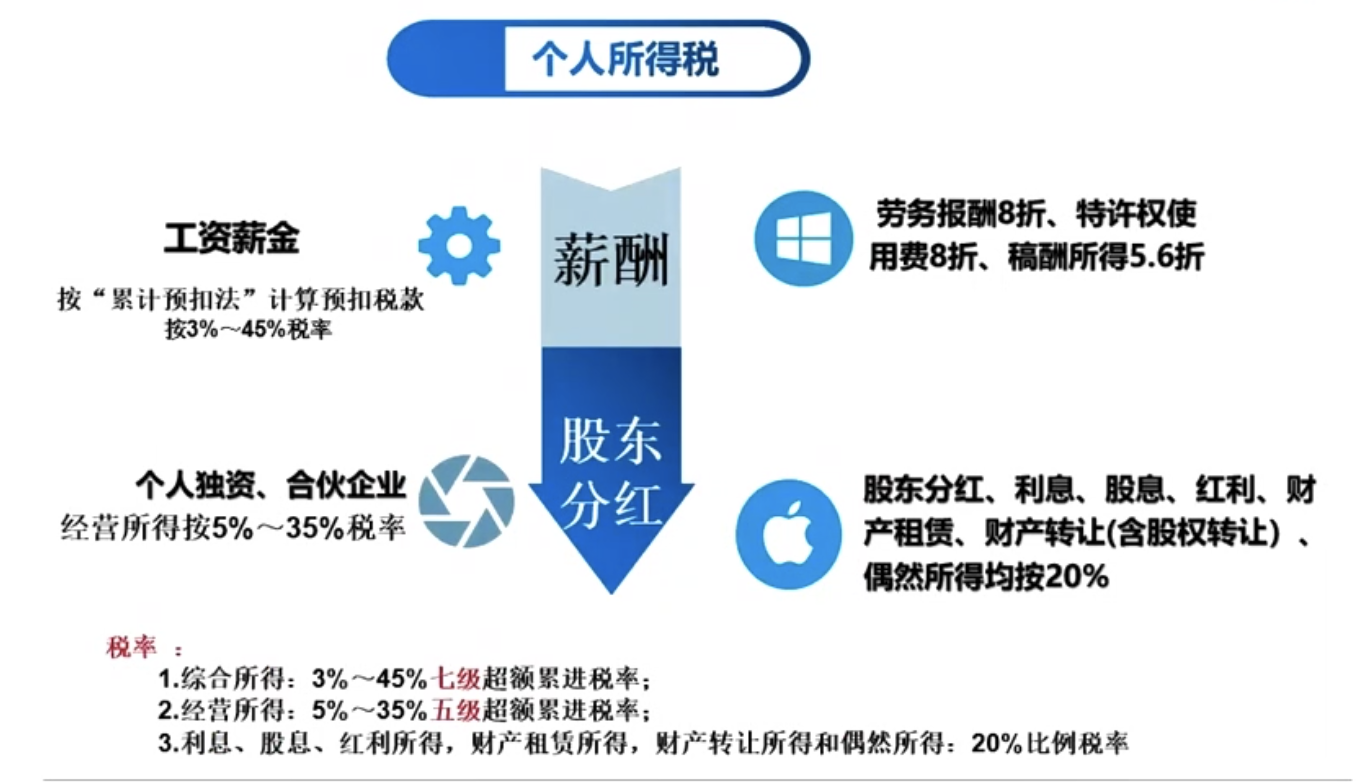 个人所得税
工资薪金
按“累计预扣法”计算预扣税款
按3%～45%税率
薪酬
劳务报酬8折、特许权使
用费8折、稿酬所得5.6折
个人独资、合伙企业
经营所得按5%～35%税率
股东
分红
股东分红、利息、股息、红利、财
产租赁、财产转让(含股权转让）、
偶然所得均按20%
税率 ：
1.综合所得：3%～45%七级超额累进税率；
2.经营所得：5%～35%五级超额累进税率；
3.利息、股息、红利所得，财产租赁所得，财产转让所得和偶然所得：20%比例税率